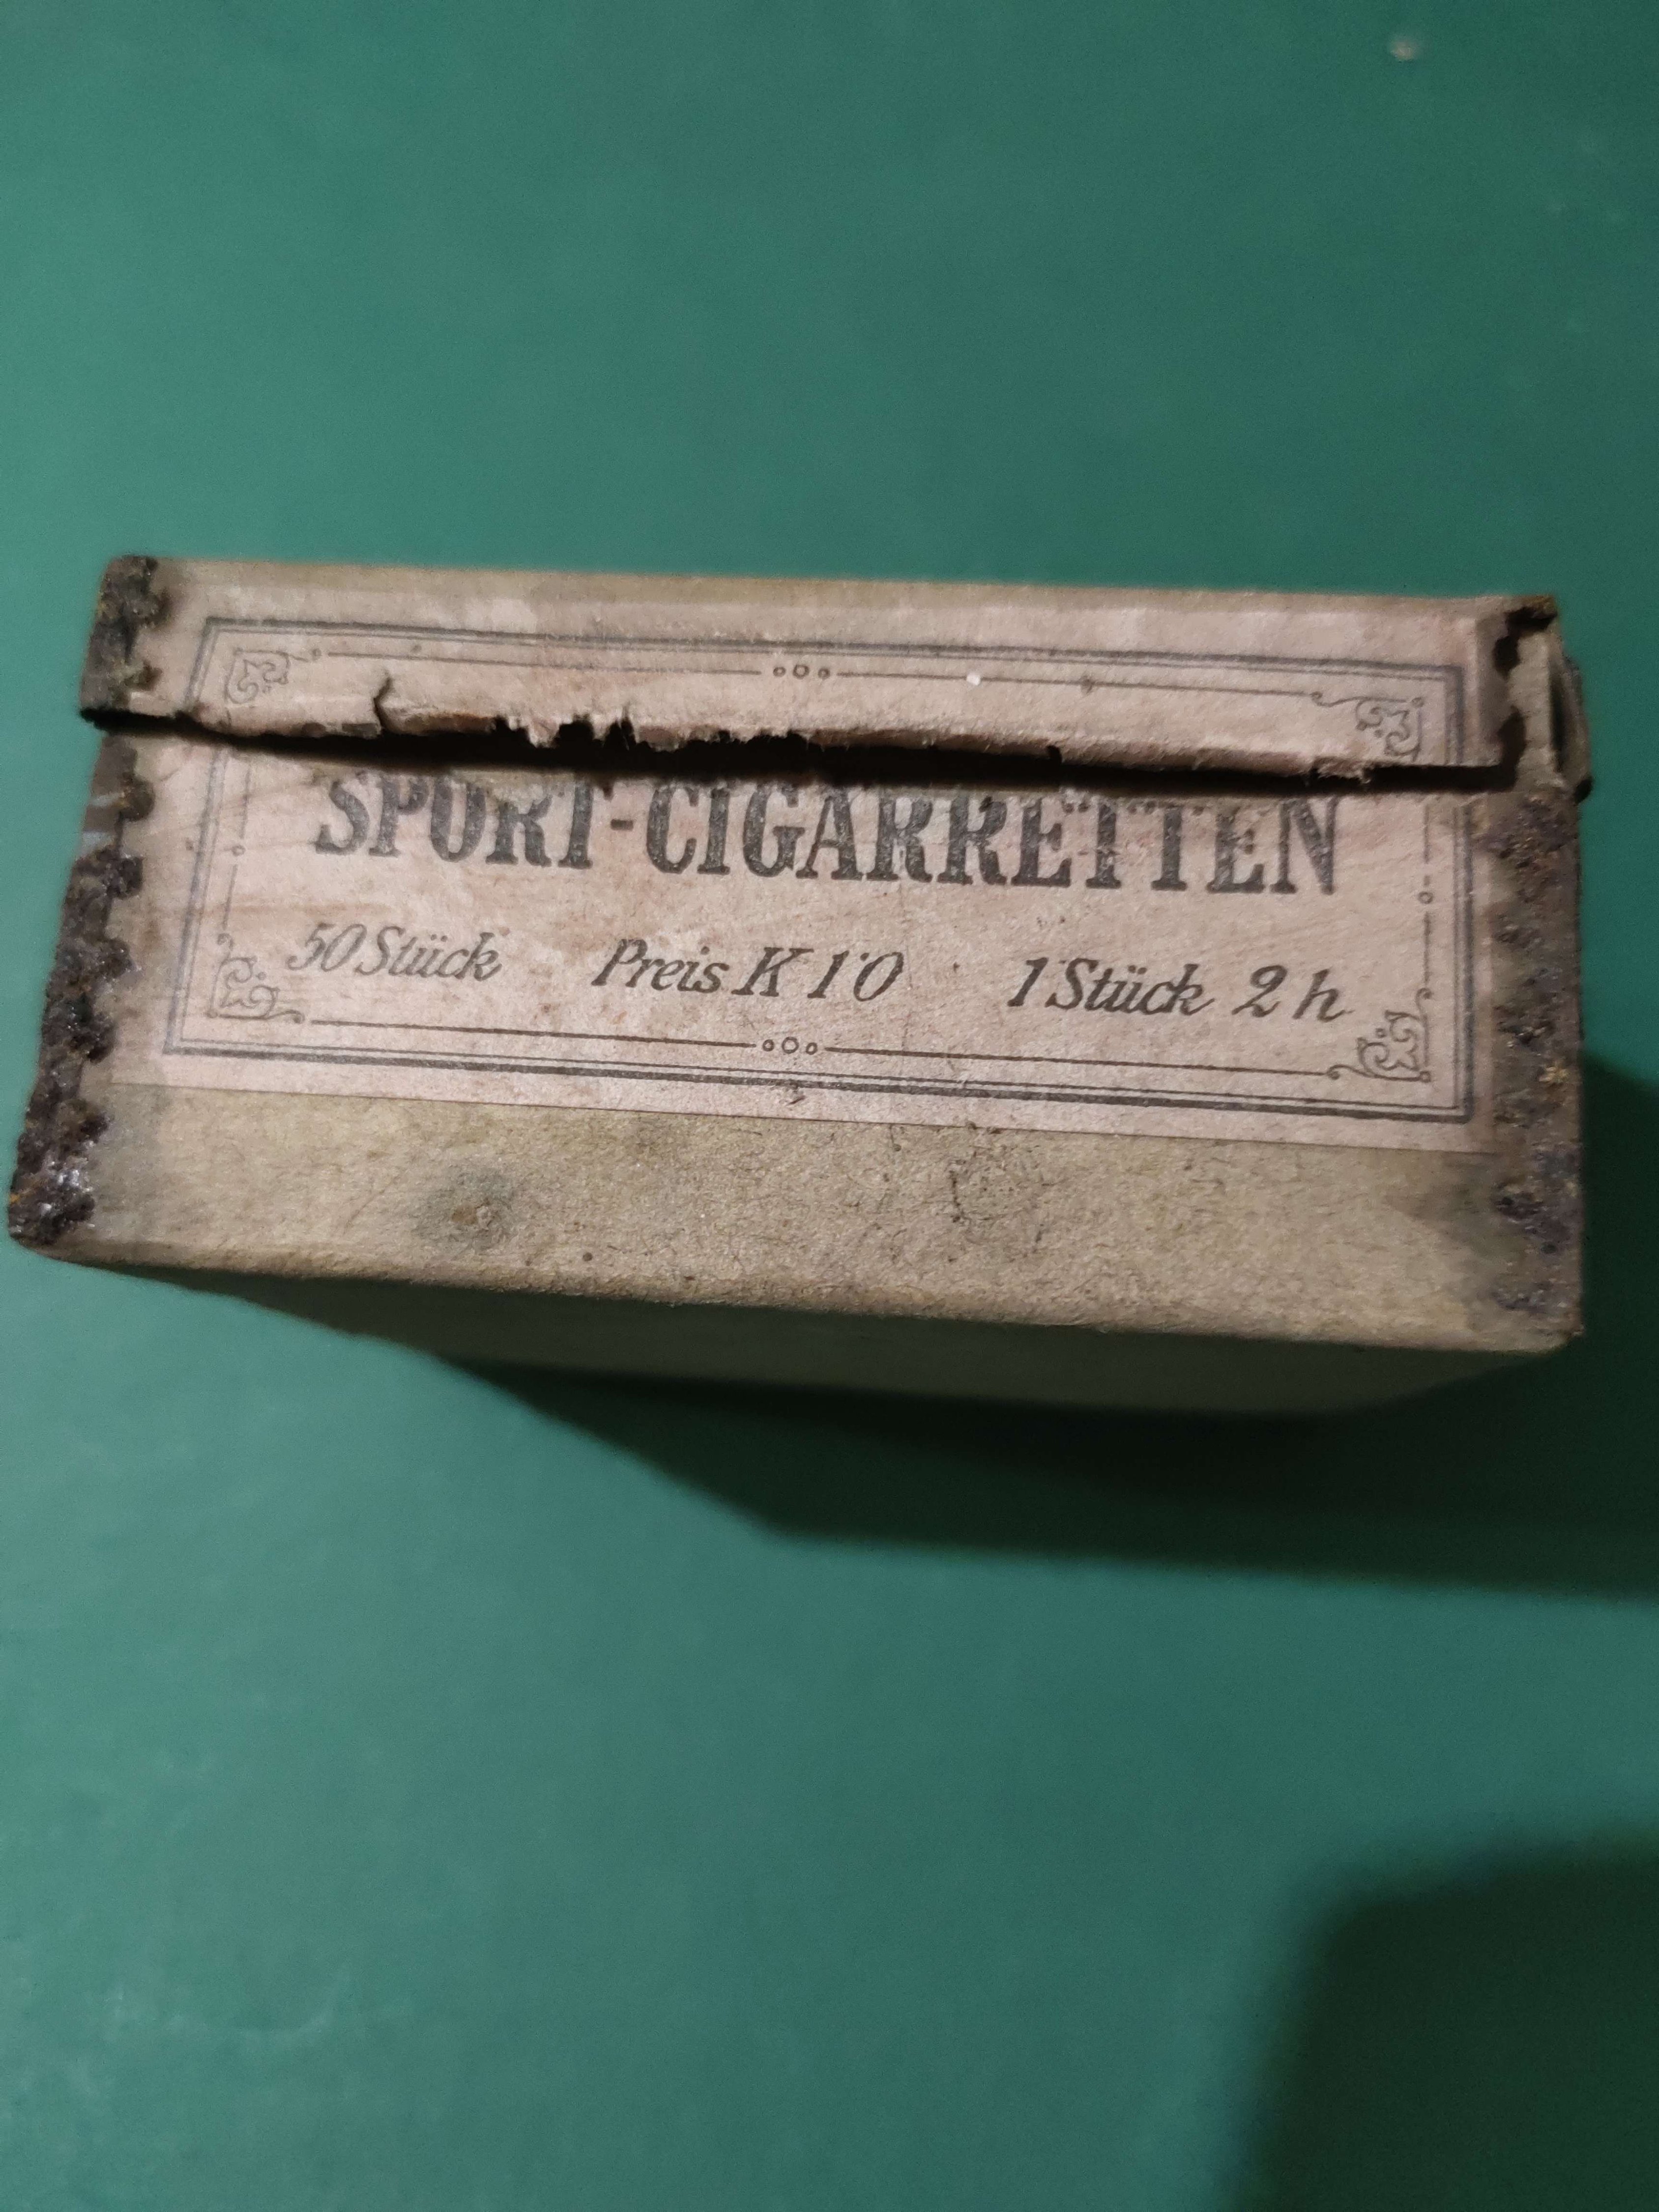 SPORT-CIGARRETTEN
50 Stück Preis K 1·0 1 Stück 2 h